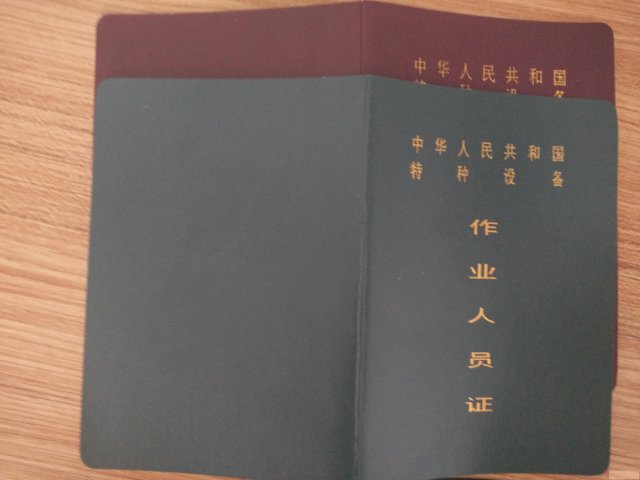 中华人民共和国
中华人民共和国
特种设备
作业人员证